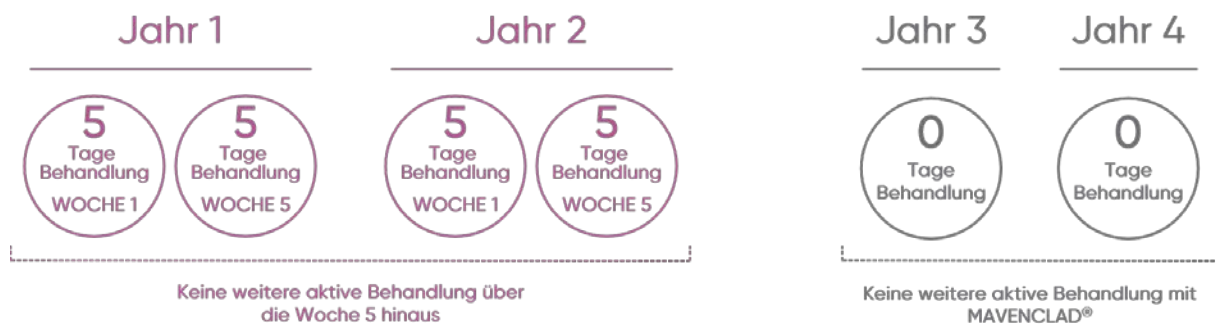 Jahr 1
Jahr 2
Jahr 3
Jahr 4
5
Tage
Behandlung
WOCHE 1
5
Tage
Behandlung
WOCHE 5
5
Tage
Behandlung
WOCHE 1
5
Tage
Behandlung
WOCHE 5
0
Tage
Behandlung
0
Tage
Behandlung
Keine weitere aktive Behandlung über
die Woche 5 hinaus
Keine weitere aktive Behandlung mit
MAVENCLAD®